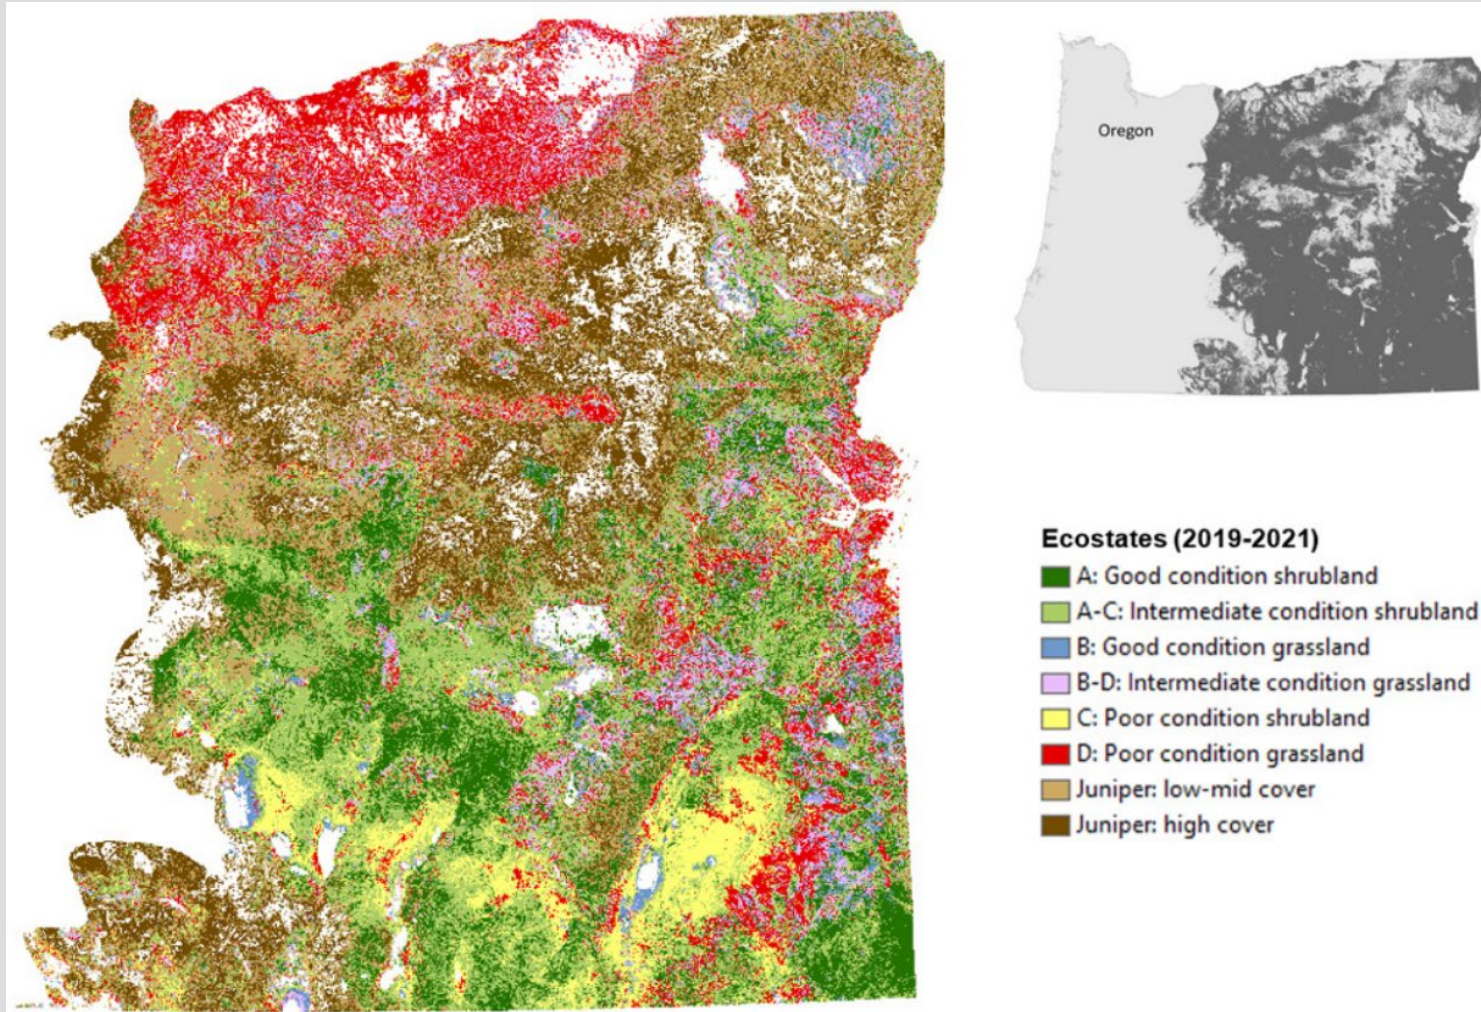 Oregon
Ecostates (2019-2021)
A: Good condition shrubland
A-C: Intermediate condition shrubland
B: Good condition grassland
B-D: Intermediate condition grassland
C: Poor condition shrubland
D: Poor condition grassland
Juniper: low-mid cover
Juniper: high cover